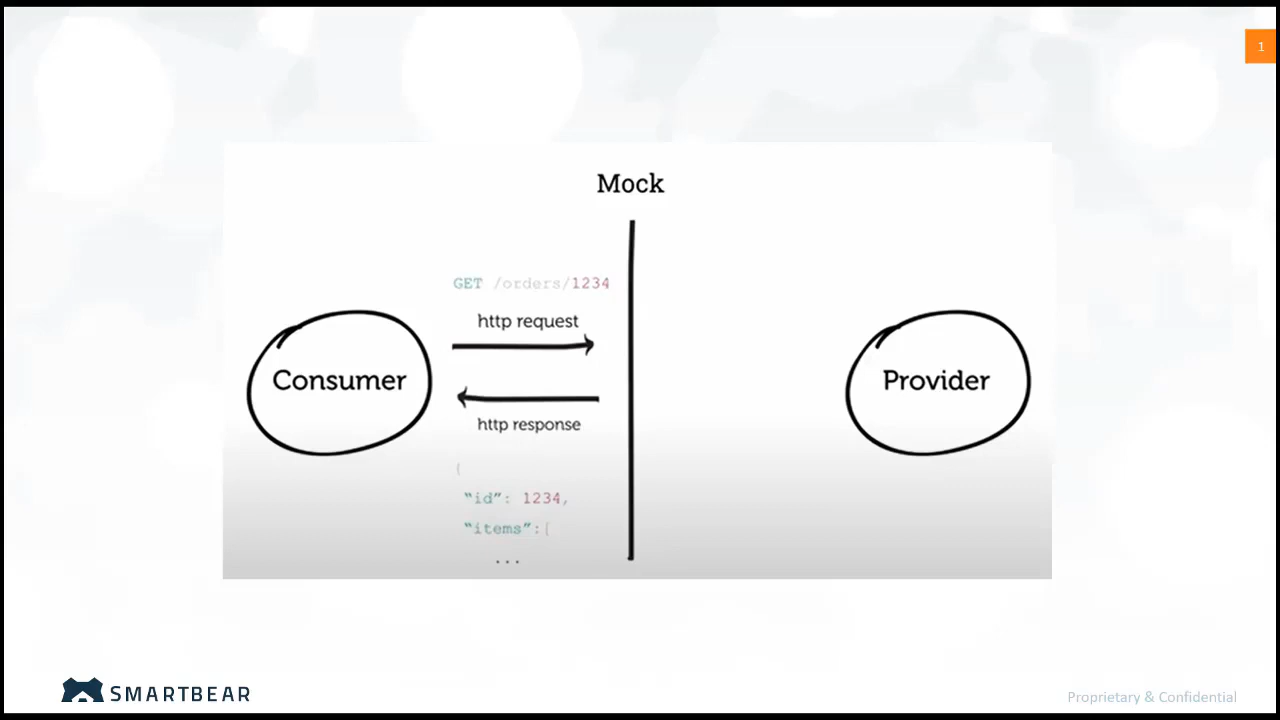 1
Mock
GET /orders/1234
http request
Consumer
Provider
http response
{
"id": 1234,
"items":[
...
SMARTBEAR
Proprietary & Confidential